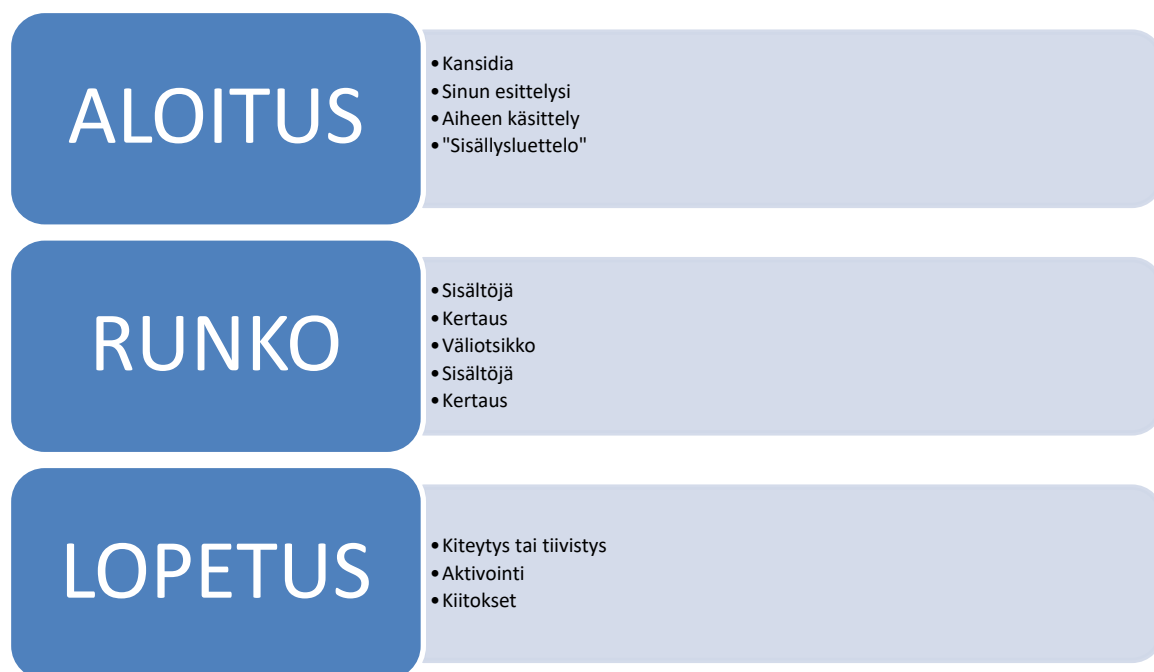 ALOITUS
•Kansidia
•Sinun esittelysi
•Aiheen käsittely
•"Sisällysluettelo"
RUNKO
•Sisältöjä
•Kertaus
•Väliotsikko
•Sisältöjä
•Kertaus
LOPETUS
•Kiteytys tai tiivistys
•Aktivointi
•Kiitokset